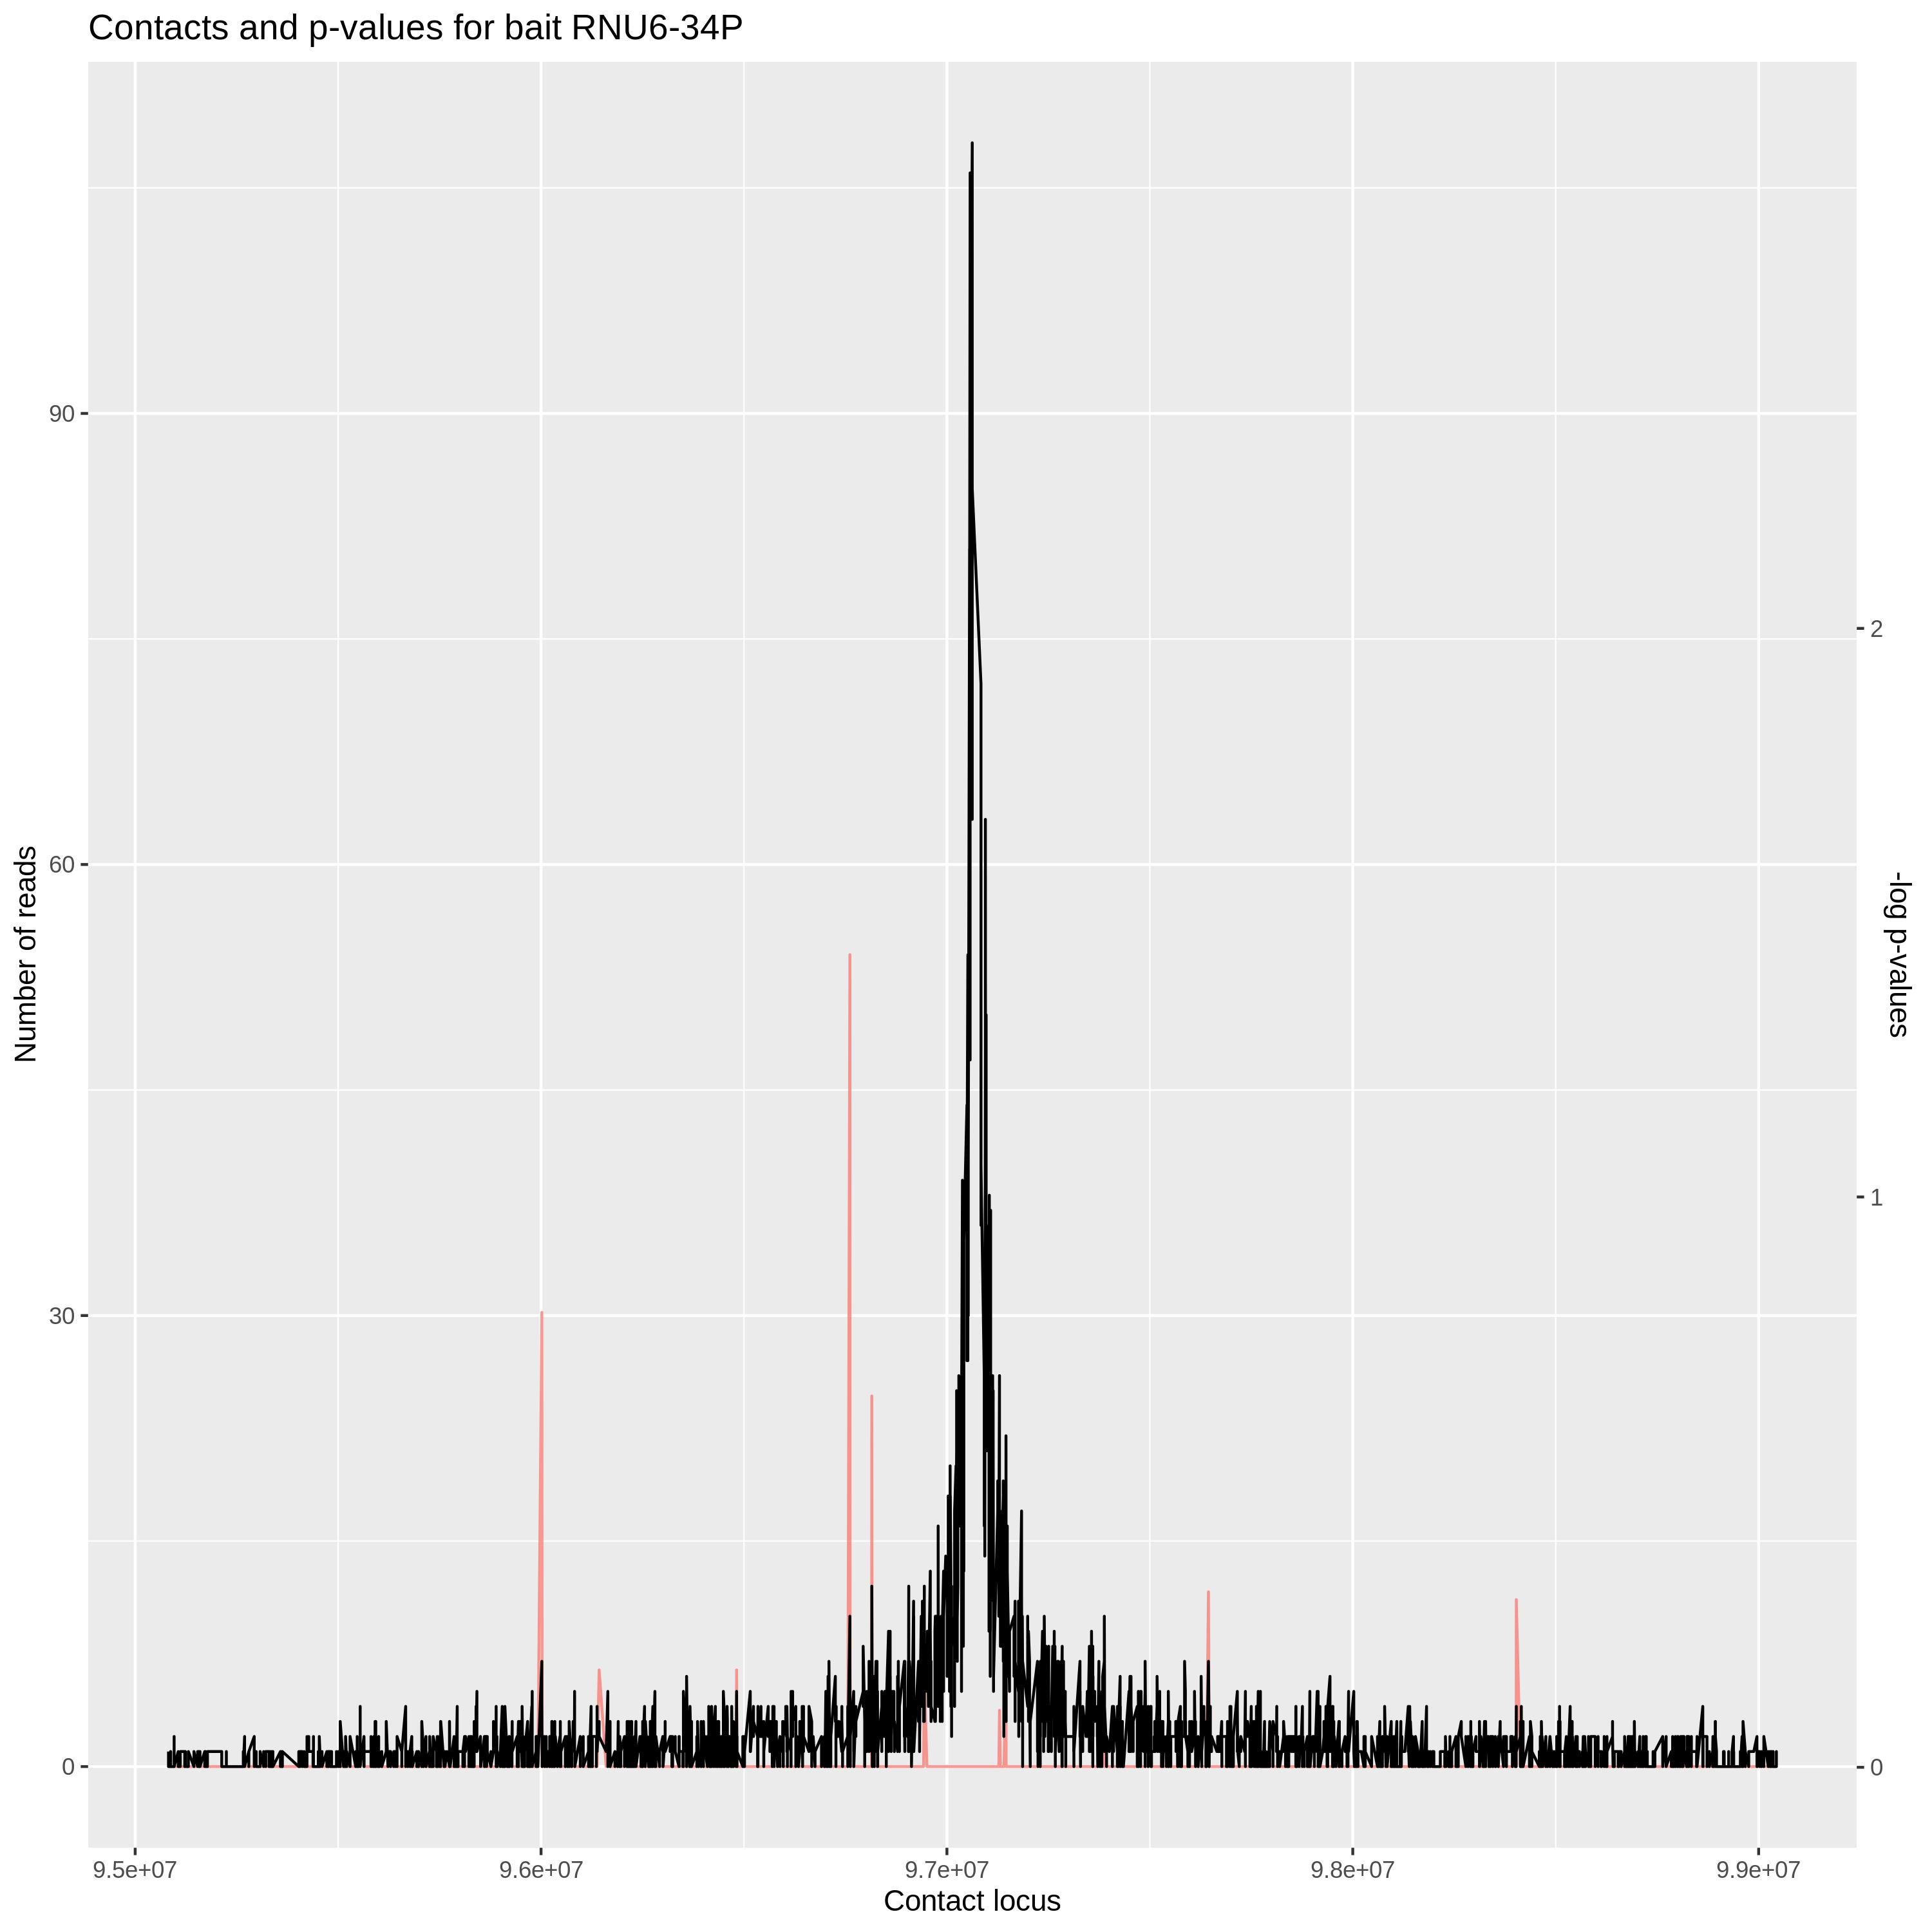 Contacts and p-values for bait RNU6-34P
90
60
30
0
Number of reads
2
1
0
-log p-values
9.5e+07
9.6e+07
9.7e+07
9.8e+07
9.9e+07
Contact locus